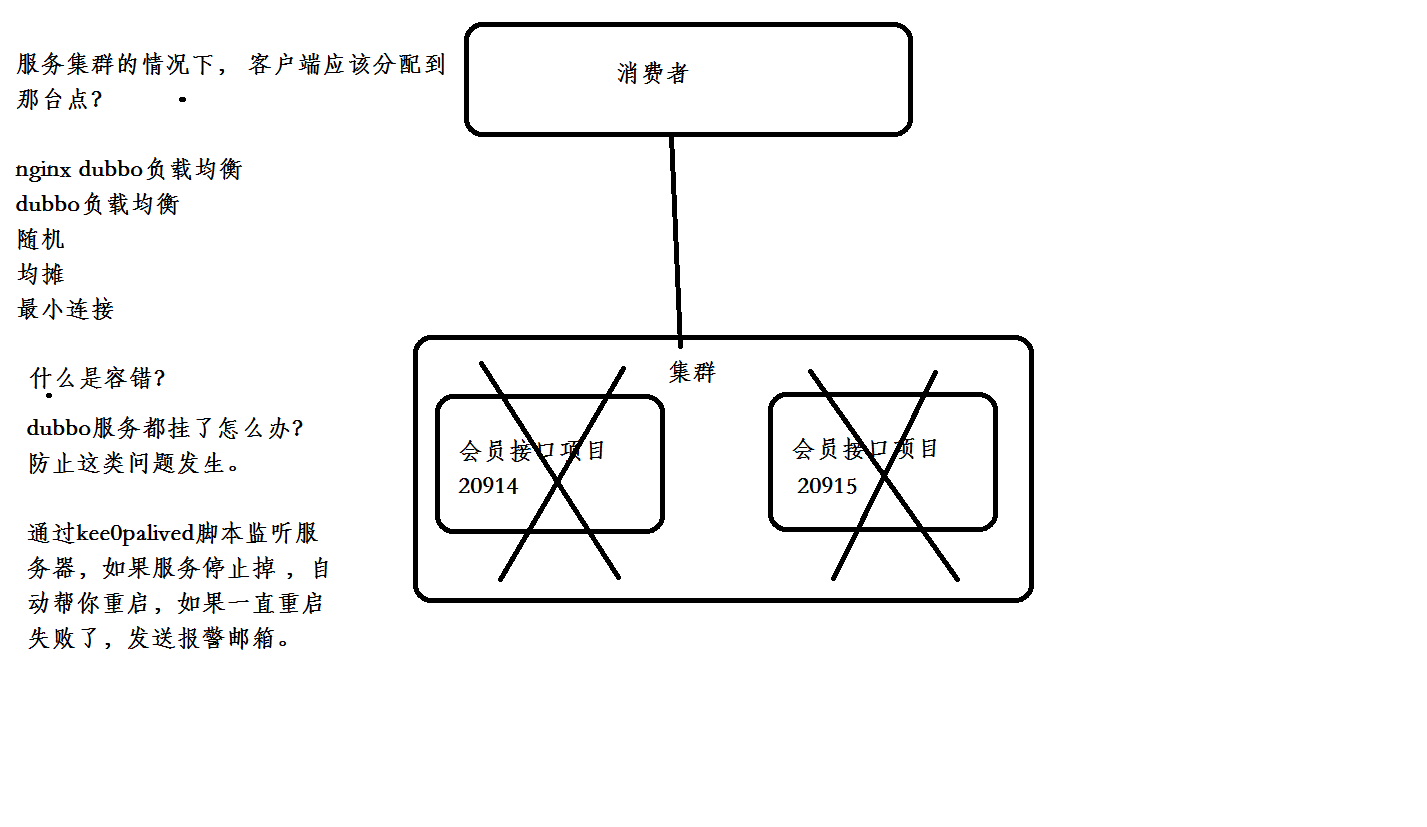 服务集群的情况下， 客户端应该分配到
那台点？
nginx dubbo负载均衡
dubbo负载均衡
随机
均摊
最小连接
什么是容错？
dubbo服务都挂了怎么办？
防止这类问题发生。
通过kee0palived脚本监听服
务器，如果服务停止掉 ，自
动帮你重启，如果一直重启
失败了，发送报警邮箱。
消费者
集群
会员接口项目
20914
会员接口项目
20915